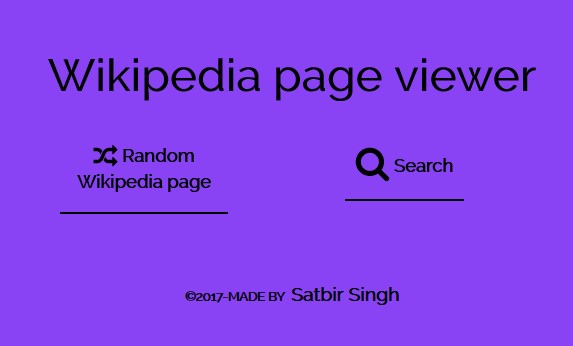 Wikipedia page viewer
Random
Wikipedia page
Search
©2017-MADE BY Satbir Singh